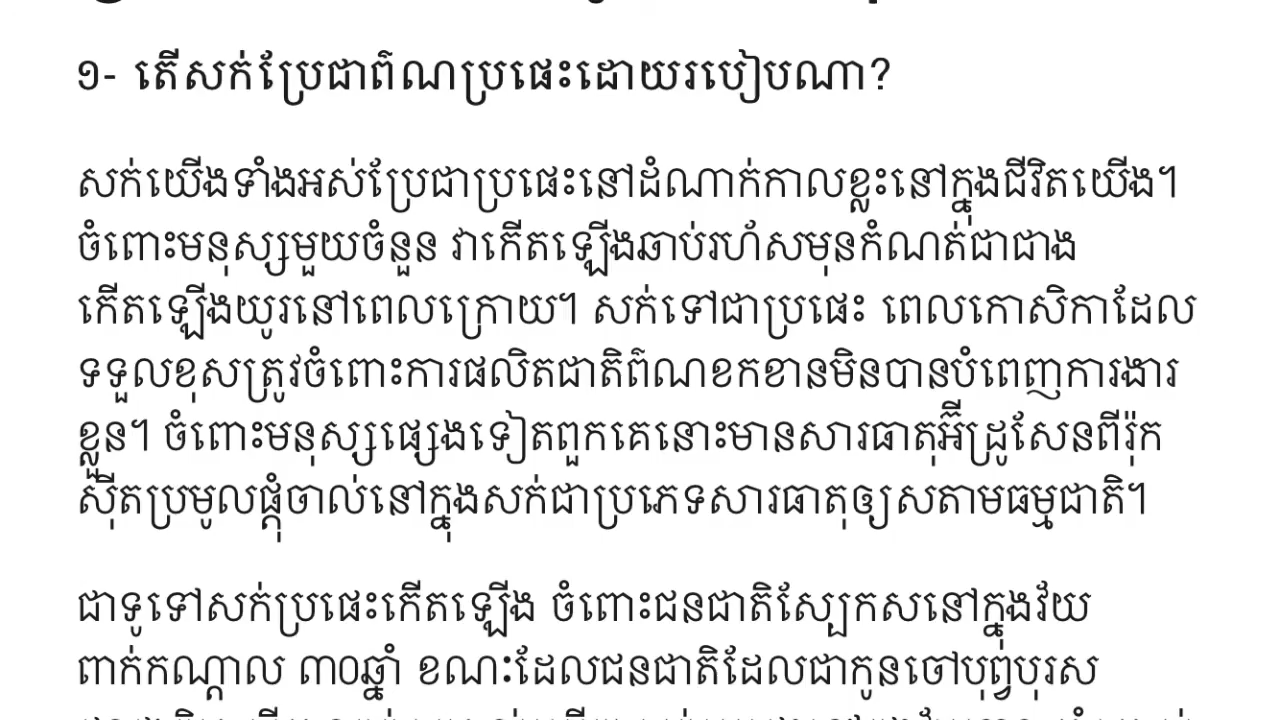 ១- តើសក់ប្រែជាព៌ណប្រផេះដោយរបៀបណា?
សក់យើងទាំងអស់ប្រែជាប្រផេះនៅដំណាក់កាលខ្លះនៅក្នុងជីវិតយើង។
ចំពោះមនុស្សមួយចំនួន វាកើតឡើងឆាប់រហ័សមុនកំណត់ជាជាង
កើតឡើងយូរនៅពេលក្រោយ។ សក់ទៅជាប្រផេះ ពេលកោសិកាដែល
ទទួលខុសត្រូវចំពោះការផលិតជាតិព៌ណខកខានមិនបានបំពេញការងារ
ខ្លួន។ ចំពោះមនុស្សផ្សេងទៀតពួកគេនោះមានសារធាតុអ៊ីដ្រូសែនពីរ៉ុក
ស៊ីតប្រមូលផ្តុំចាល់នៅក្នុងសក់ជាប្រភេទសារធាតុឲ្យសតាមធម្មជាតិ។
ជាទូទៅសក់ប្រផេះកើតឡើង ចំពោះជនជាតិស្បែកសនៅក្នុងវ័យ
ពាក់កណ្តាល ៣០ឆ្នាំ ខណៈដែលជនជាតិដែលជាកូនចៅបុព្វបុរស